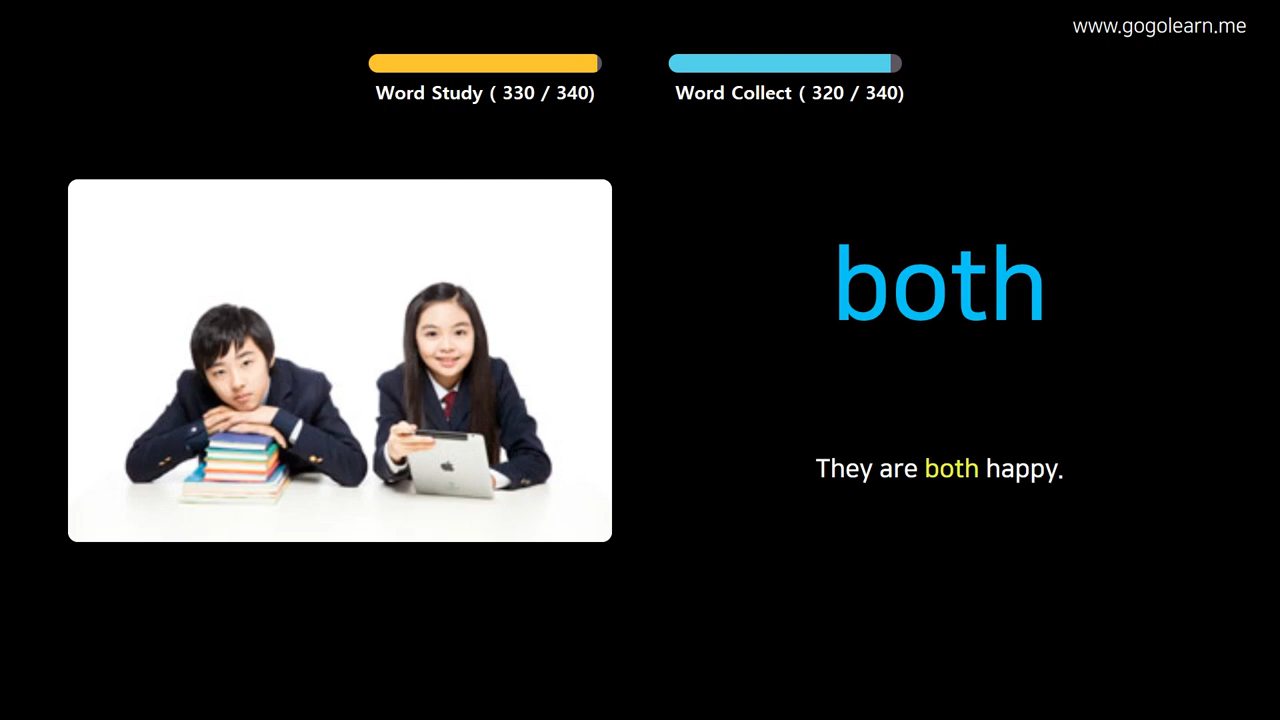 www.gogolearn.me
Word Study ( 330 / 340)
Word Collect ( 320 / 340)
both
They are both happy.